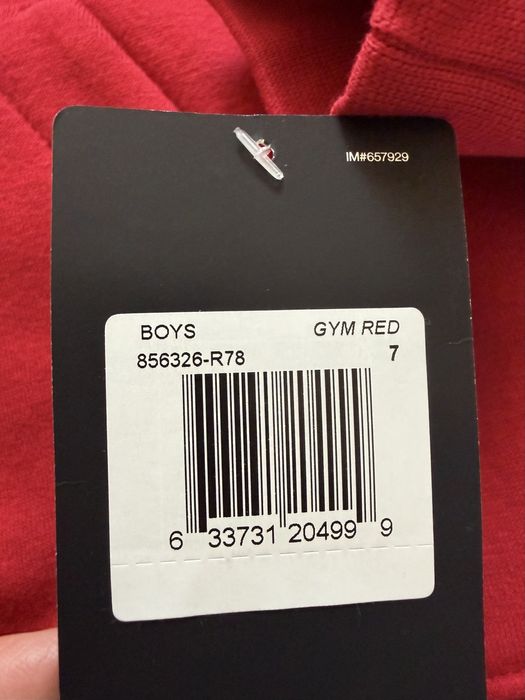 IM#657929
BOYS GYM RED
856326-R78 7
6 33731 20499 9